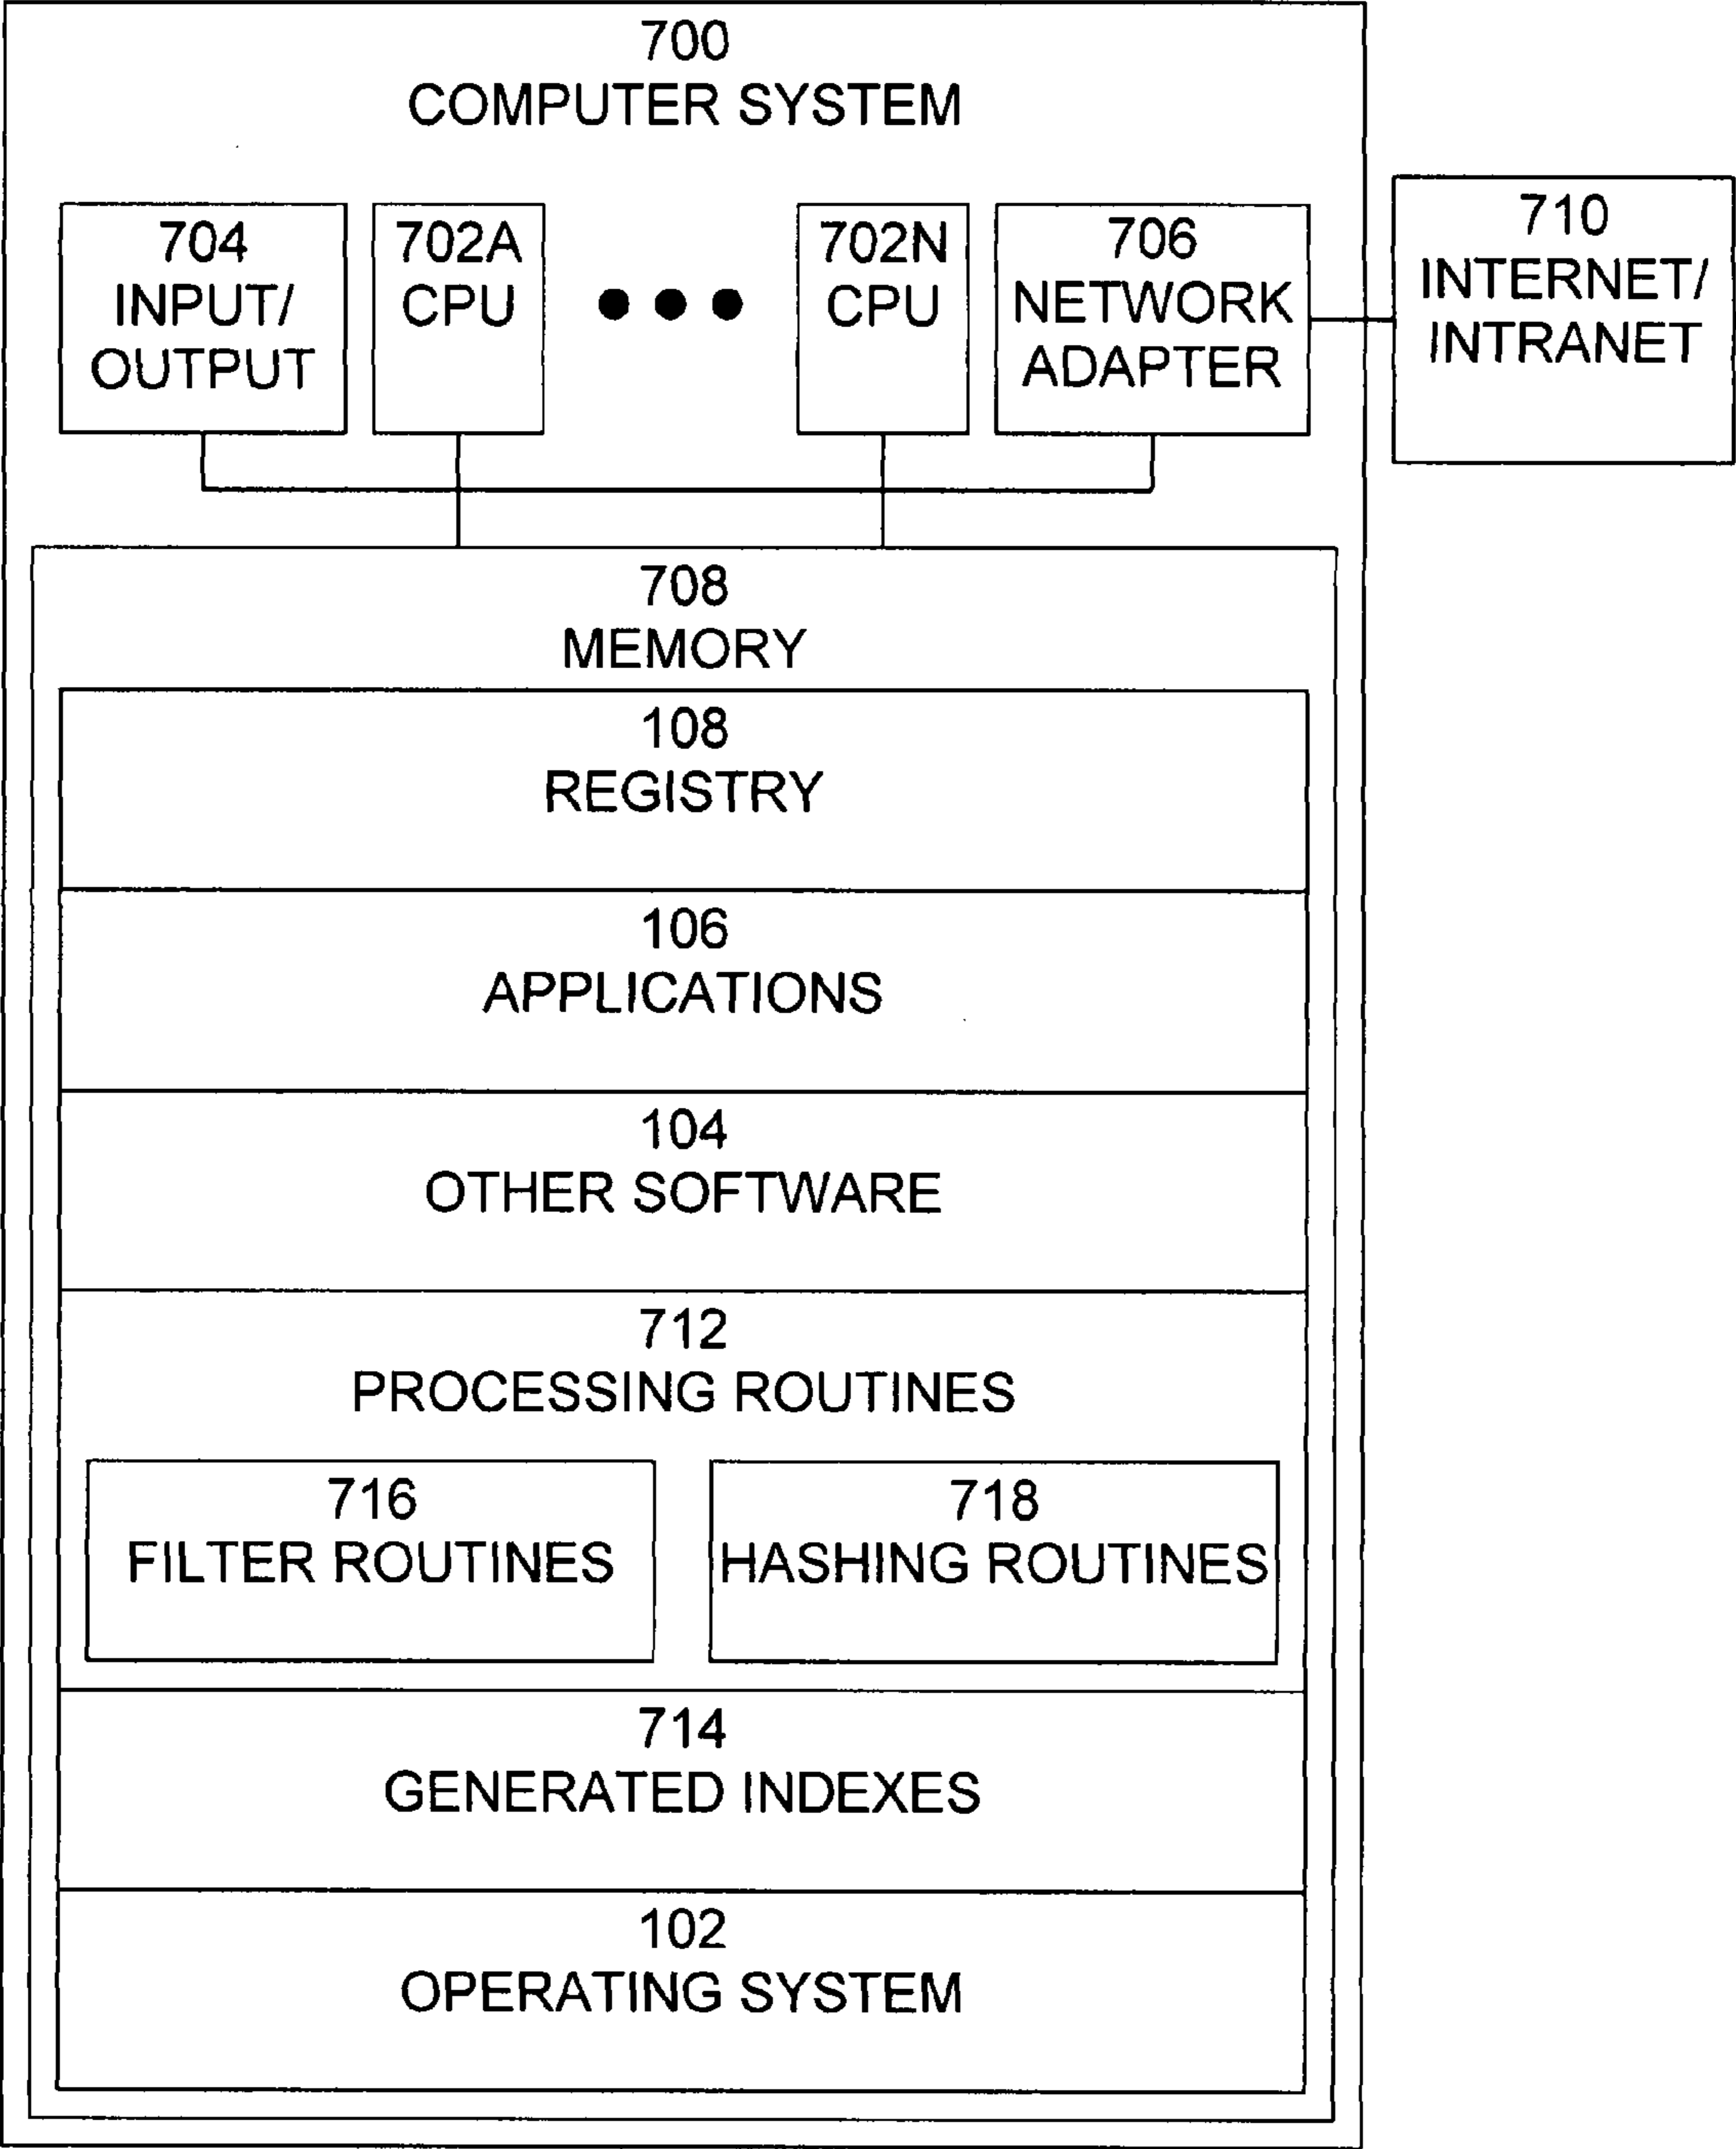 700
COMPUTER SYSTEM
704
INPUT/
OUTPUT
702A
CPU
702N
CPU
706
NETWORK
ADAPTER
710
INTERNET/
INTRANET
708
MEMORY
108
REGISTRY
106
APPLICATIONS
104
OTHER SOFTWARE
712
PROCESSING ROUTINES
716
FILTER ROUTINES
718
HASHING ROUTINES
714
GENERATED INDEXES
102
OPERATING SYSTEM